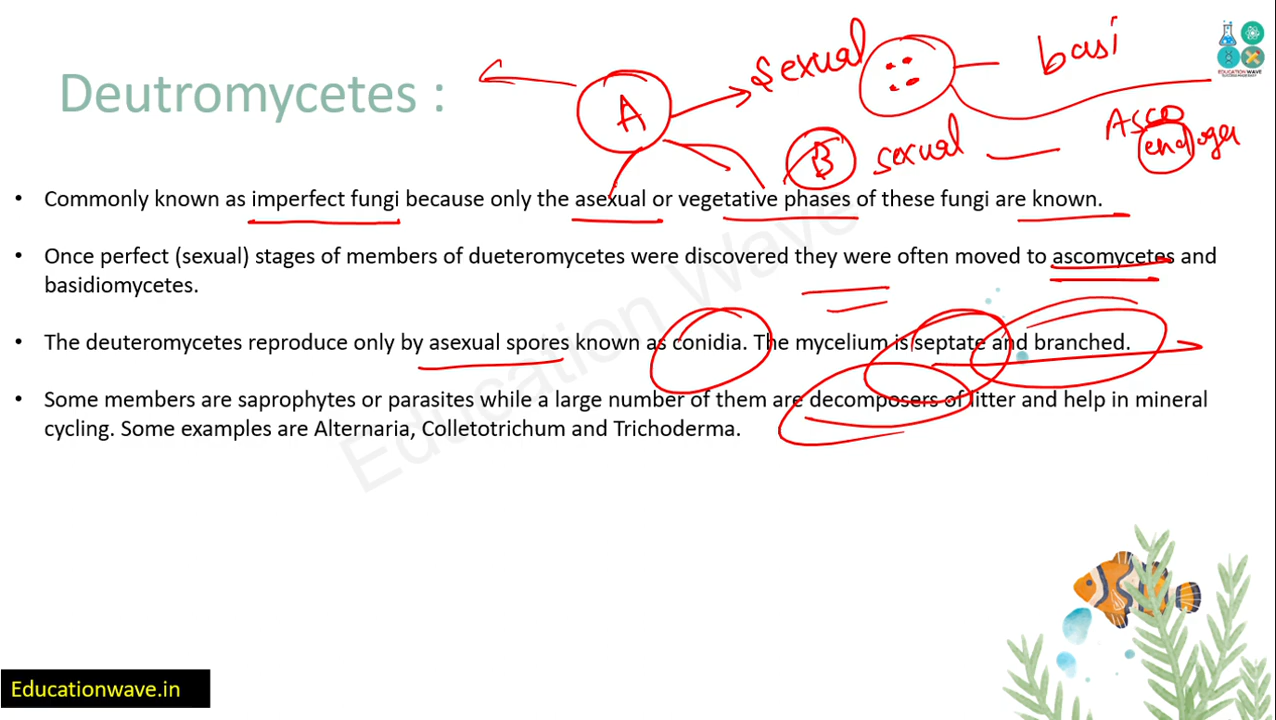 Deutromycetes :
A
sexual
basi
B
sexual
Asco
endoge
EDUCATION WAVE
• Commonly known as imperfect fungi because only the asexual or vegetative phases of these fungi are known.
• Once perfect (sexual) stages of members of dueteromycetes were discovered they were often moved to ascomycetes and
basidiomycetes.
• The deuteromycetes reproduce only by asexual spores known as conidia. The mycelium is septate and branched.
• Some members are saprophytes or parasites while a large number of them are decomposers of litter and help in mineral
cycling. Some examples are Alternaria, Colletotrichum and Trichoderma.
Education Wave
Educationwave.in